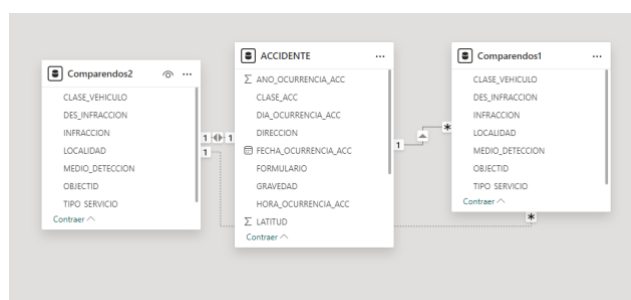 Comparendos2
CLASE_VEHICULO
DES_INFRACCION
INFRACCION
LOCALIDAD
MEDIO_DETECCION
OBJECTID
TIPO SERVICIO
Contraer
1
1
1
ACCIDENTE
ANO_OCURRENCIA_ACC
CLASE_ACC
DIA_OCURRENCIA_ACC
DIRECCION
FECHA_OCURRENCIA_ACC
FORMULARIO
GRAVEDAD
HORA_OCURRENCIA_ACC
LATITUD
Contraer
1
*
Comparendos1
CLASE_VEHICULO
DES_INFRACCION
INFRACCION
LOCALIDAD
MEDIO_DETECCION
OBJECTID
TIPO SERVICIO
Contraer
*